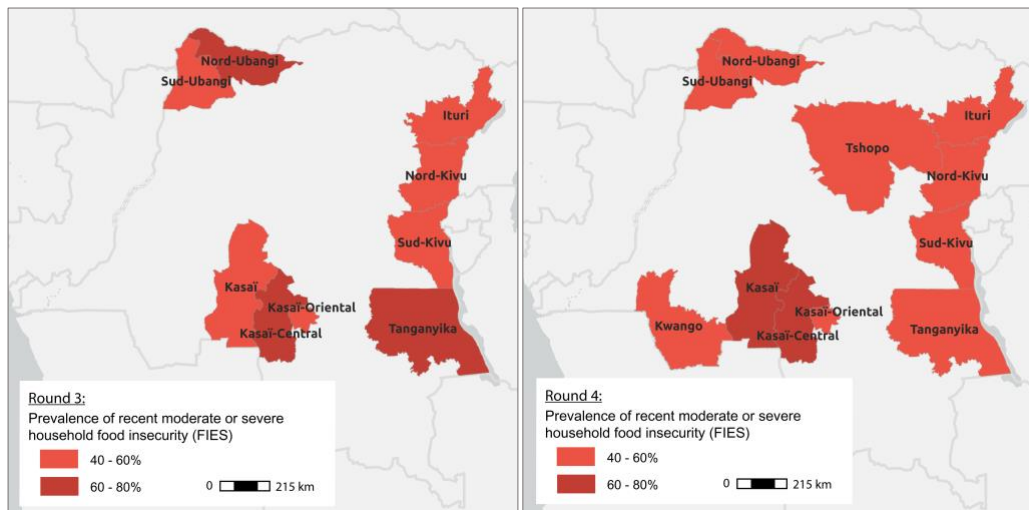 Nord-Ubangi
Sud-Ubangi
Ituri
Nord-Kivu
Sud-Kivu
Kasaï
Kasaï-Oriental
Kasaï-Central
Tanganyika
Round 3:
Prevalence of recent moderate or severe
household food insecurity (FIES)
40 - 60%
60 - 80%
0 215 km
Nord-Ubangi
Sud-Ubangi
Ituri
Tshopo
Nord-Kivu
Sud-Kivu
Kasaï
Kasaï-Oriental
Kwango
Kasaï-Central
Tanganyika
Round 4:
Prevalence of recent moderate or severe
household food insecurity (FIES)
40 - 60%
60 - 80%
0 215 km